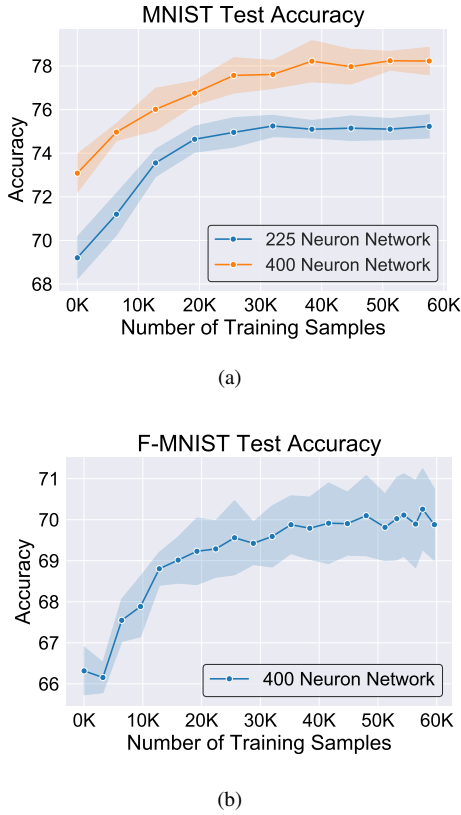 MNIST Test Accuracy
78
76
74
72
70
68
Accuracy
225 Neuron Network
400 Neuron Network
0K 10K 20K 30K 40K 50K 60K
Number of Training Samples
(a)
F-MNIST Test Accuracy
71
70
69
68
67
66
Accuracy
400 Neuron Network
0K 10K 20K 30K 40K 50K 60K
Number of Training Samples
(b)